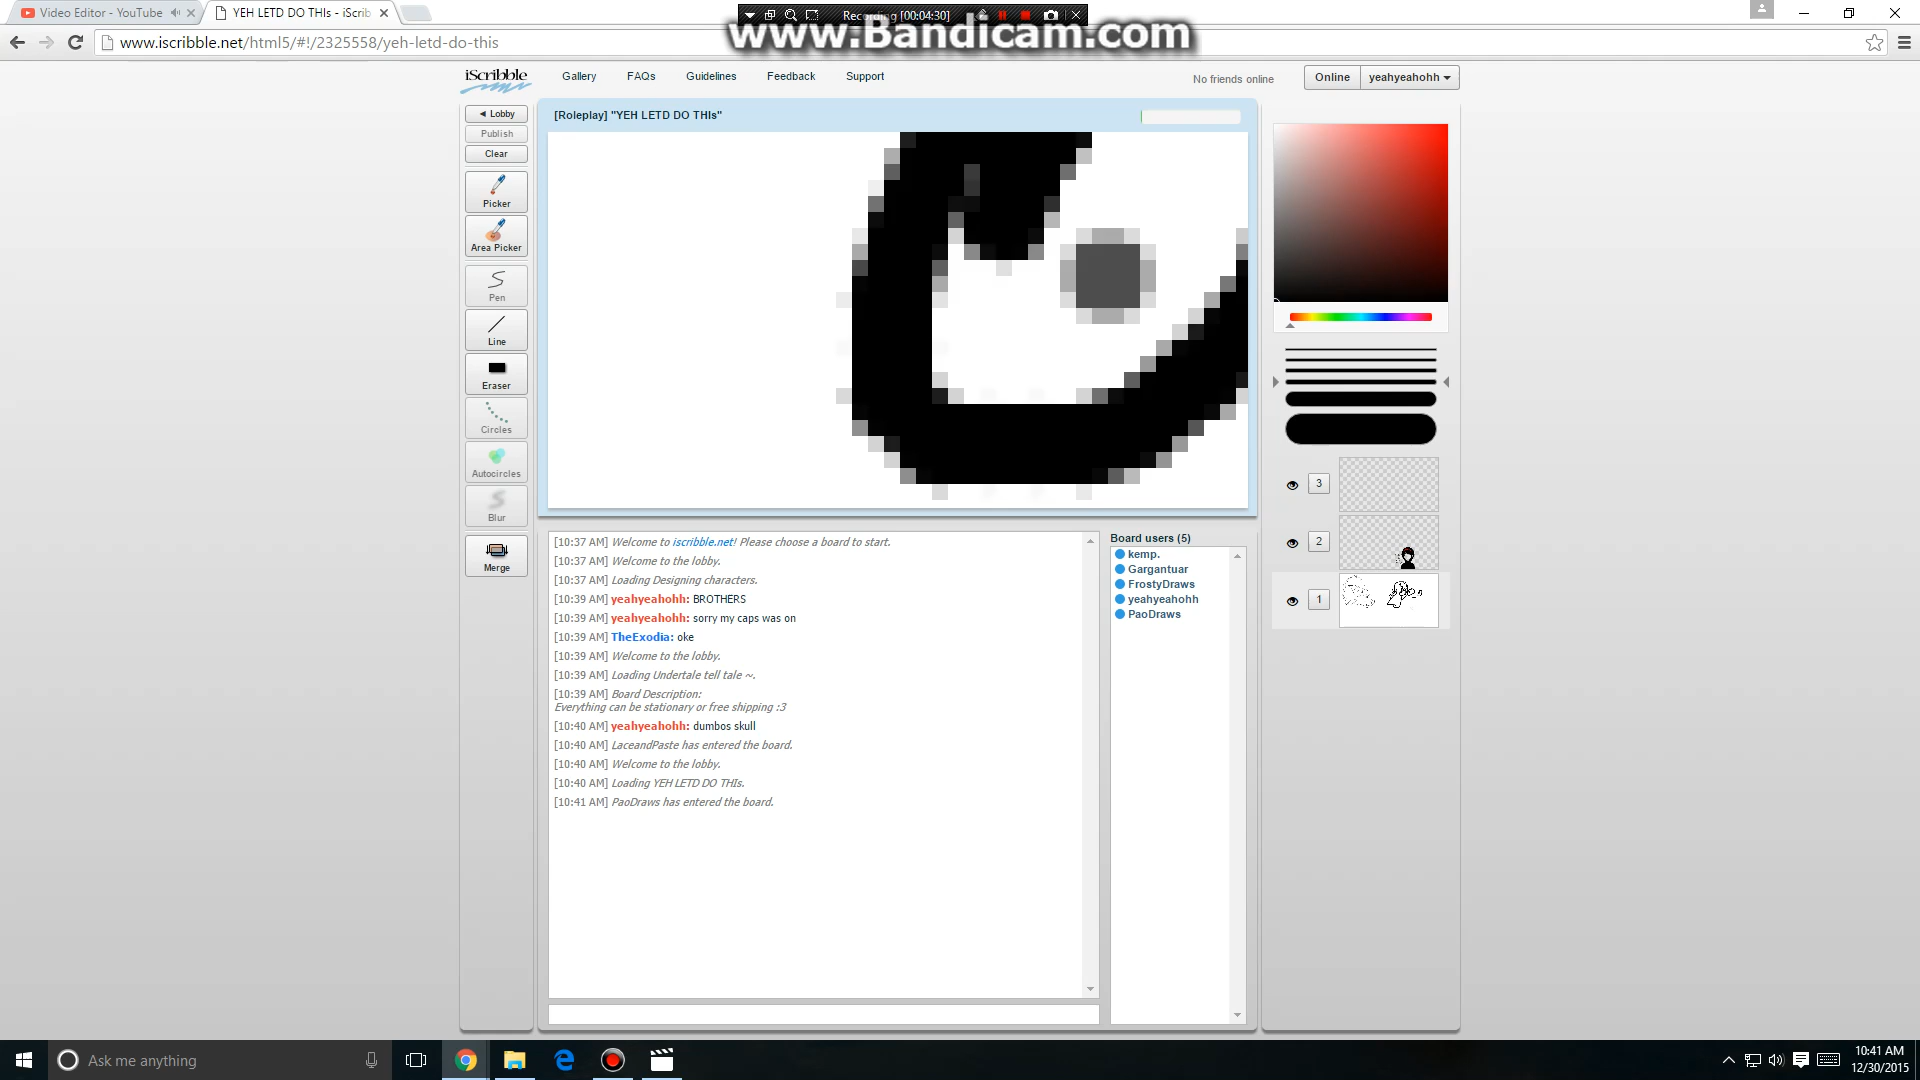 Video Editor - YouTube
YEH LETD DO THIs - iScrib
Recording [00:04:30]
www.Bandicam.com
www.iscribble.net/html5/#!/2325558/yeh-letd-do-this
iScribble
Gallery
FAQs
Guidelines
Feedback
Support
No friends online
Online
yeahyeahohh
Lobby
Publish
Clear
Picker
Area Picker
Pen
Line
Eraser
Circles
Autocircles
Blur
Merge
[Roleplay] "YEH LETD DO THIs"
[10:37 AM] Welcome to iscribble.net! Please choose a board to start.
[10:37 AM] Welcome to the lobby.
[10:37 AM] Loading Designing characters.
[10:39 AM] yeahyeahohh: BROTHERS
[10:39 AM] yeahyeahohh: sorry my caps was on
[10:39 AM] TheExodia: oke
[10:39 AM] Welcome to the lobby.
[10:39 AM] Loading Undertale tell tale ~.
[10:39 AM] Board Description:
Everything can be stationary or free shipping :3
[10:40 AM] yeahyeahohh: dumbos skull
[10:40 AM] LaceandPaste has entered the board.
[10:40 AM] Welcome to the lobby.
[10:40 AM] Loading YEH LETD DO THIs.
[10:41 AM] PaoDraws has entered the board.
Board users (5)
kemp.
Gargantuar
FrostyDraws
yeahyeahohh
PaoDraws
3
2
1
Ask me anything
10:41 AM
12/30/2015